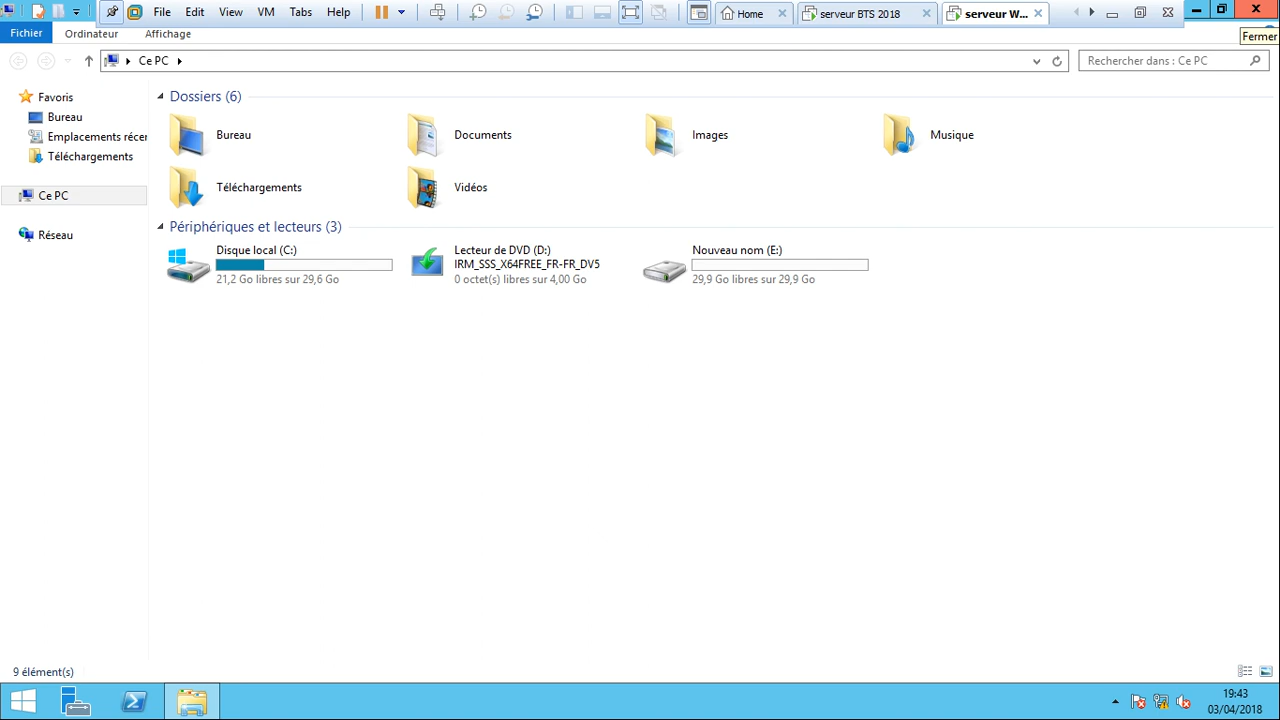 File Edit View VM Tabs Help Home serveur BTS 2018 serveur W...
Fichier Ordinateur Affichage Fermer
Ce PC Rechercher dans : Ce PC
Favoris
Bureau
Emplacements récer
Téléchargements
Ce PC
Réseau
Dossiers (6)
Bureau Documents Images Musique
Téléchargements Vidéos
Périphériques et lecteurs (3)
Disque local (C:)
21,2 Go libres sur 29,6 Go
Lecteur de DVD (D:)
IRM_SSS_X64FREE_FR-FR_DV5
0 octet(s) libres sur 4,00 Go
Nouveau nom (E:)
29,9 Go libres sur 29,9 Go
9 élément(s)
19:43
03/04/2018